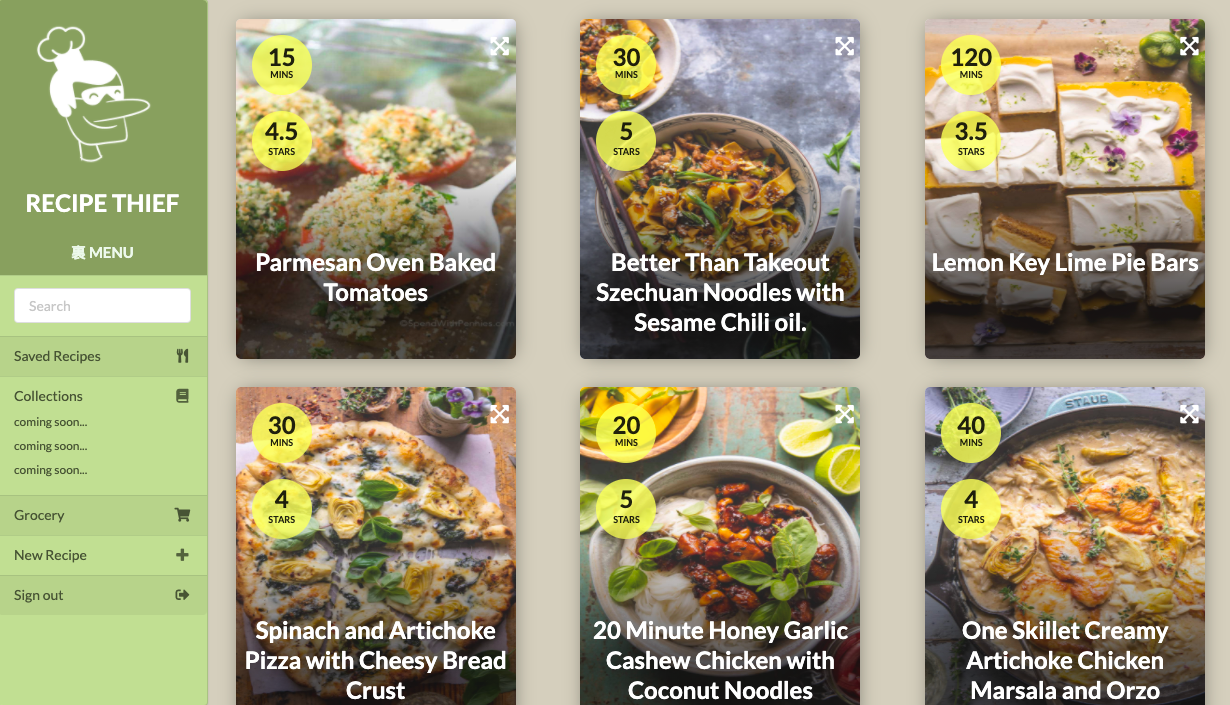 RECIPE THIEF
裏 MENU
Search
Saved Recipes
Collections
coming soon...
coming soon...
coming soon...
Grocery
New Recipe
Sign out
15
MINS
4.5
STARS
Parmesan Oven Baked
Tomatoes
©SpendWithPennies.com
30
MINS
5
STARS
Better Than Takeout
Szechuan Noodles with
Sesame Chili oil.
120
MINS
3.5
STARS
Lemon Key Lime Pie Bars
30
MINS
4
STARS
Spinach and Artichoke
Pizza with Cheesy Bread
Crust
20
MINS
5
STARS
20 Minute Honey Garlic
Cashew Chicken with
Coconut Noodles
40
MINS
4
STARS
STAUB
One Skillet Creamy
Artichoke Chicken
Marsala and Orzo